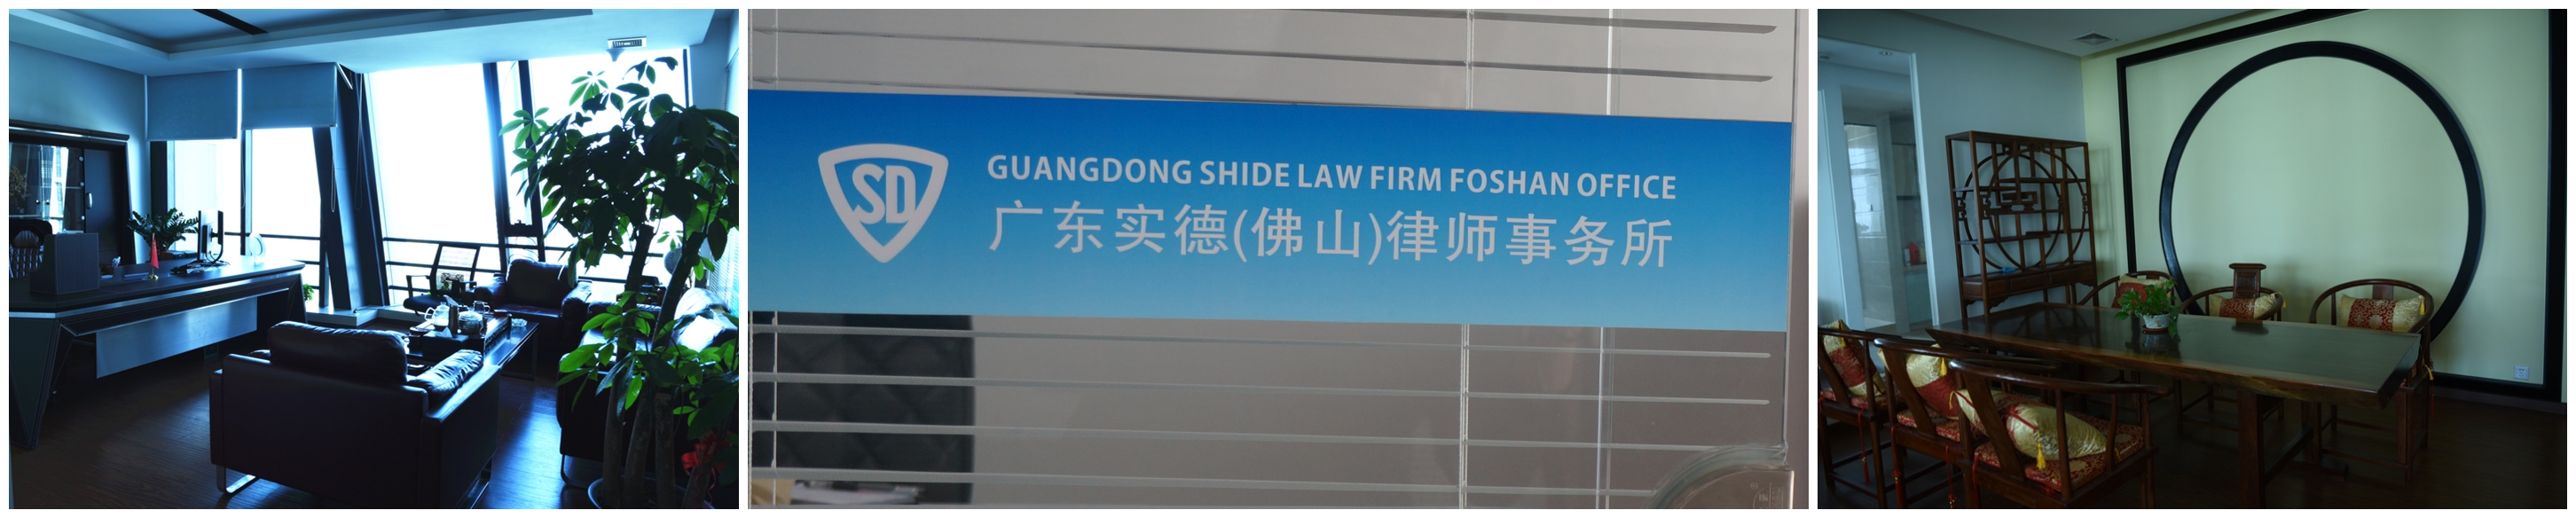 SD
GUANGDONG SHIDE LAW FIRM FOSHAN OFFICE
广东实德(佛山)律师事务所